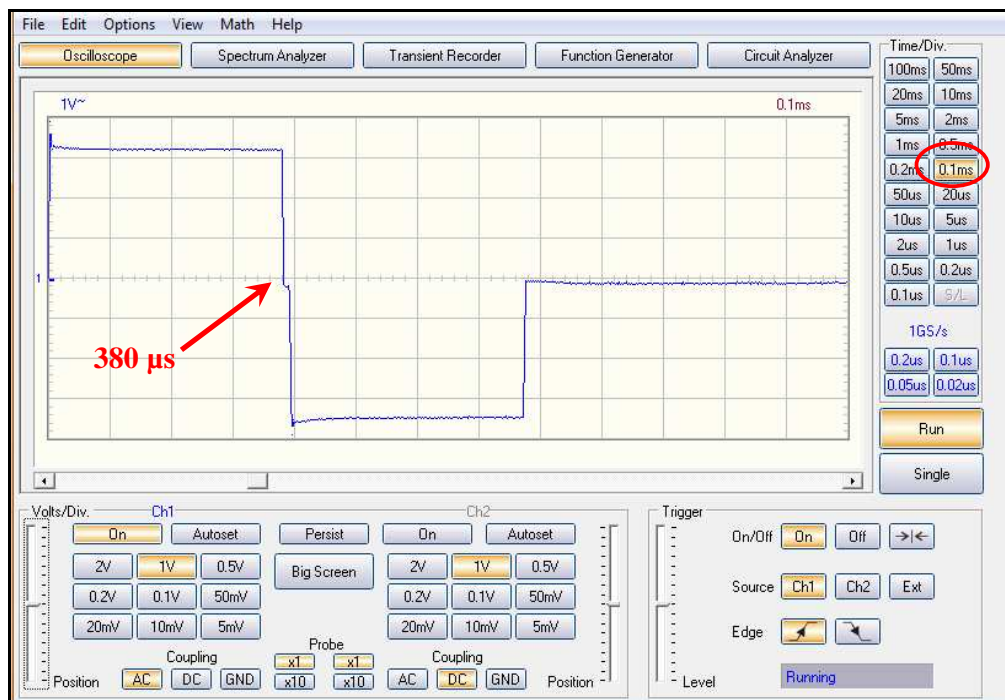 File Edit Options View Math Help
Oscilloscope Spectrum Analyzer Transient Recorder Function Generator Circuit Analyzer
1V~ 0.1ms
1
380 µs
Time/Div.
100ms 50ms
20ms 10ms
5ms 2ms
1ms 0.5ms
0.2ms 0.1ms
50us 20us
10us 5us
2us 1us
0.5us 0.2us
0.1us S/L
1GS/s
0.2us 0.1us
0.05us 0.02us
Run
Single
Volts/Div. Ch1 Ch2
On Autoset Persist On Autoset
2V 1V 0.5V Big Screen 2V 1V 0.5V
0.2V 0.1V 50mV 0.2V 0.1V 50mV
20mV 10mV 5mV 20mV 10mV 5mV
Coupling Probe Coupling
Position AC DC GND x1 x1 AC DC GND Position
x10 x10
Trigger
On/Off On Off
Source Ch1 Ch2 Ext
Edge
Level Running